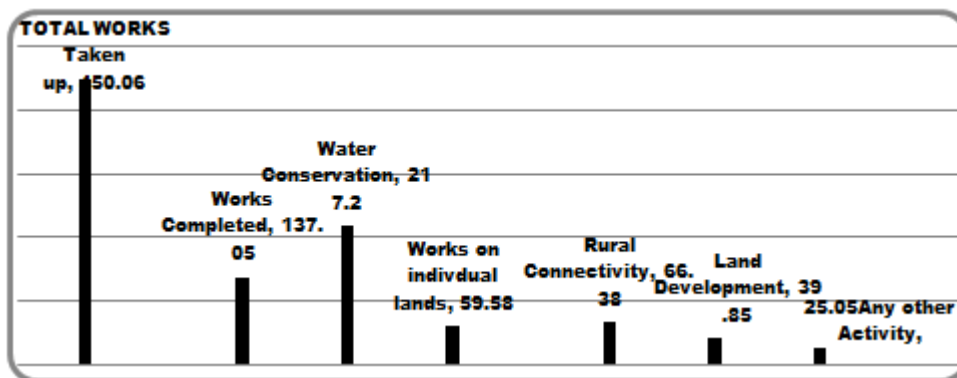 TOTAL WORKS
Taken
up, 450.06
Works
Completed, 137.
05
Water
Conservation, 21
7.2
Works on
indivdual
lands, 59.58
Rural
Connectivity, 66.
38
Land
Development, 39
.85
25.05Any other
Activity,